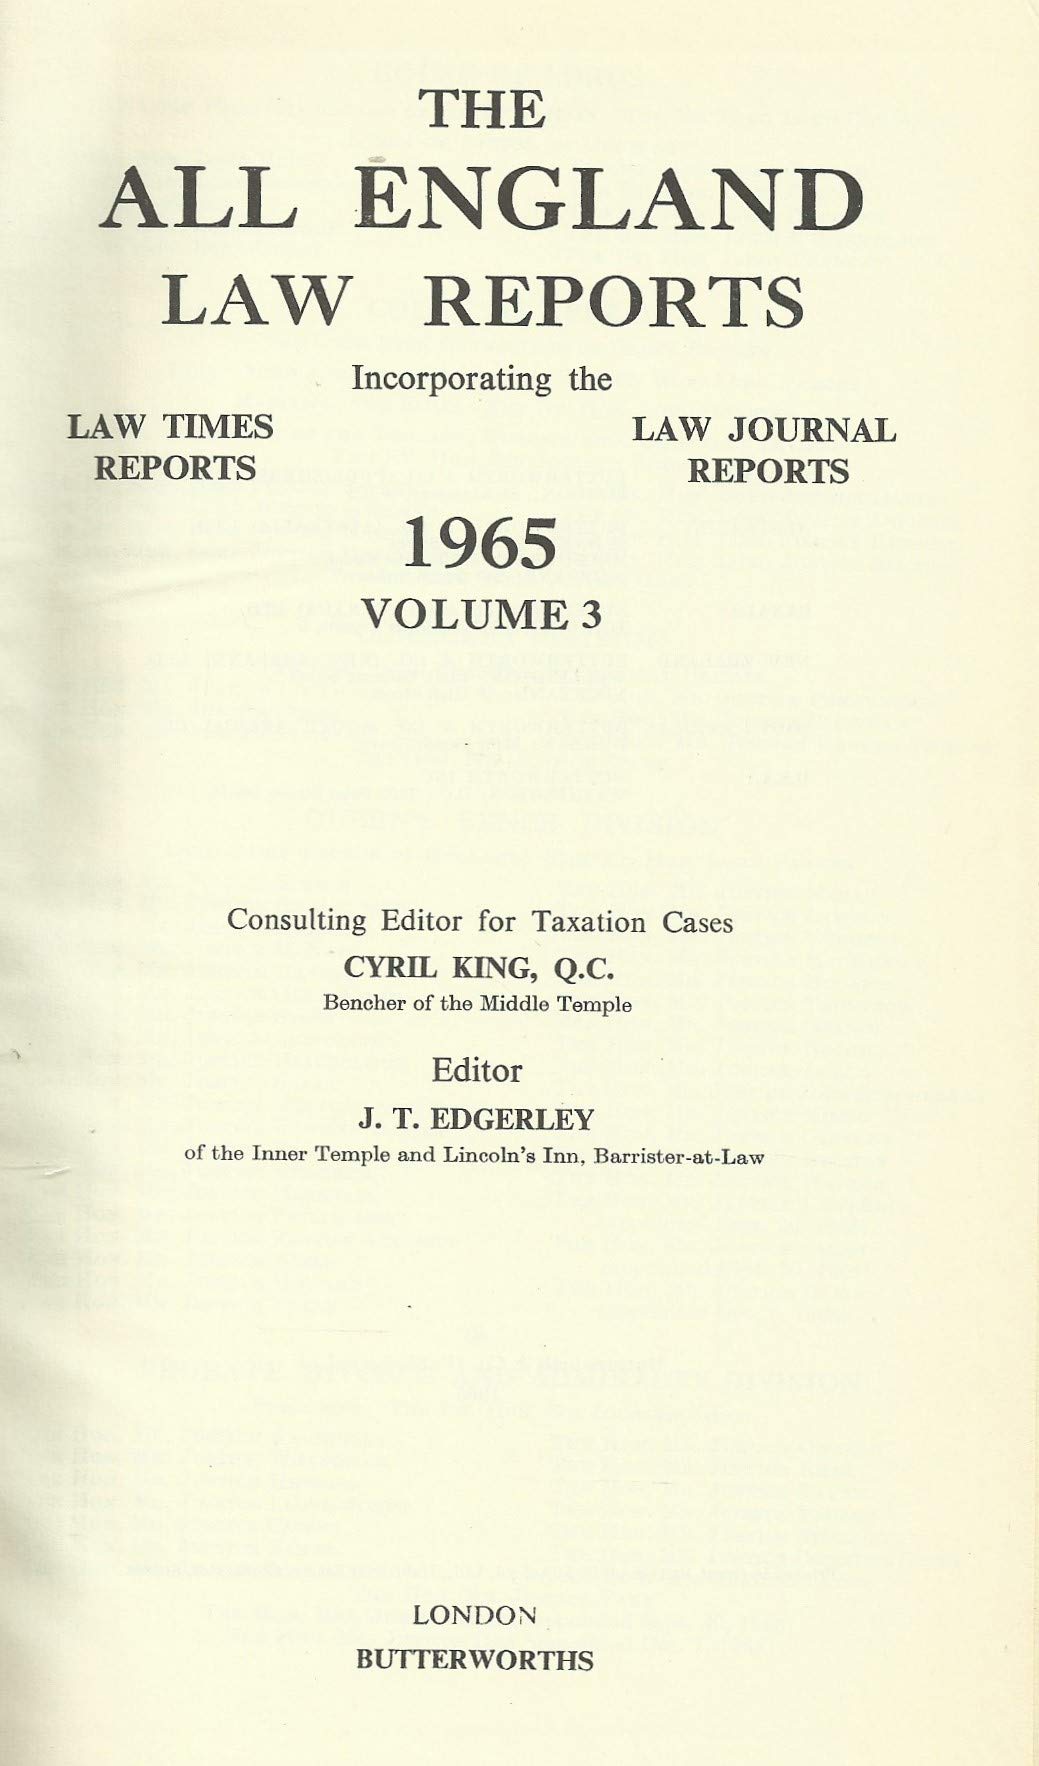 THE
ALL ENGLAND
LAW REPORTS
Incorporating the
LAW TIMES
REPORTS
LAW JOURNAL
REPORTS
1965
VOLUME 3
Consulting Editor for Taxation Cases
CYRIL KING, Q.C.
Bencher of the Middle Temple
Editor
J. T. EDGERLEY
of the Inner Temple and Lincoln's Inn, Barrister-at-Law
LONDON
BUTTERWORTHS